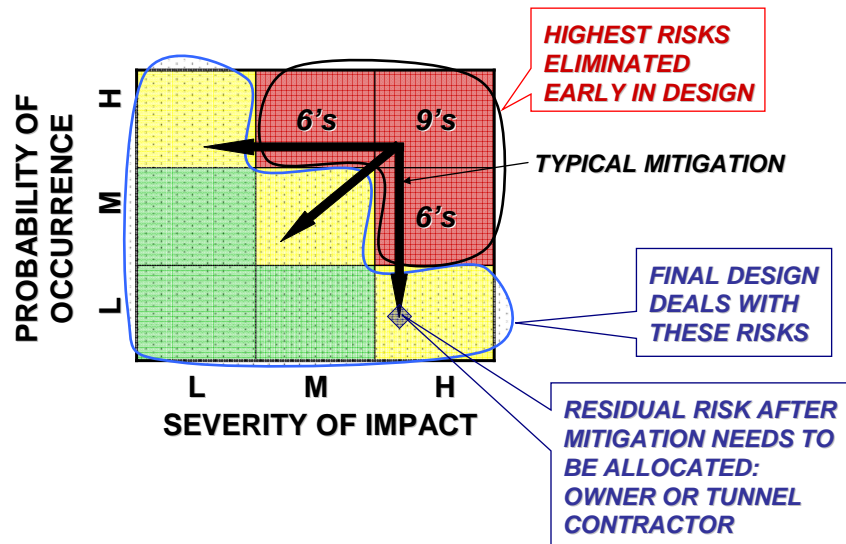 HIGHEST RISKS
ELIMINATED
EARLY IN DESIGN
PROBABILITY OF
OCCURRENCE
H
M
L
6's
9's
6's
TYPICAL MITIGATION
FINAL DESIGN
DEALS WITH
THESE RISKS
L
M
H
SEVERITY OF IMPACT
RESIDUAL RISK AFTER
MITIGATION NEEDS TO
BE ALLOCATED:
OWNER OR TUNNEL
CONTRACTOR